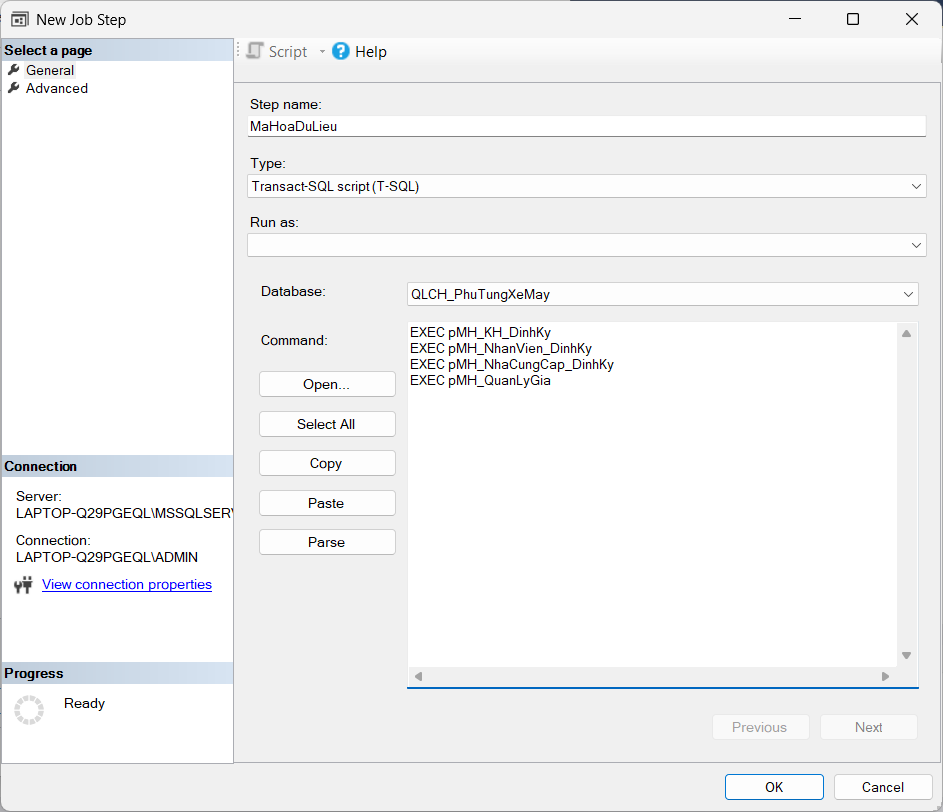 New Job Step
Select a page
General
Advanced
Script
Help
Step name:
MaHoaDuLieu
Type:
Transact-SQL script (T-SQL)
Run as:
Database:
QLCH_PhuTungXeMay
Command:
EXEC pMH_KH_DinhKy
EXEC pMH_NhanVien_DinhKy
EXEC pMH_NhaCungCap_DinhKy
EXEC pMH_QuanLyGia
Open...
Select All
Copy
Paste
Parse
Connection
Server:
LAPTOP-Q29PGEQL\MSSQLSER
Connection:
LAPTOP-Q29PGEQL\ADMIN
View connection properties
Progress
Ready
Previous
Next
OK
Cancel